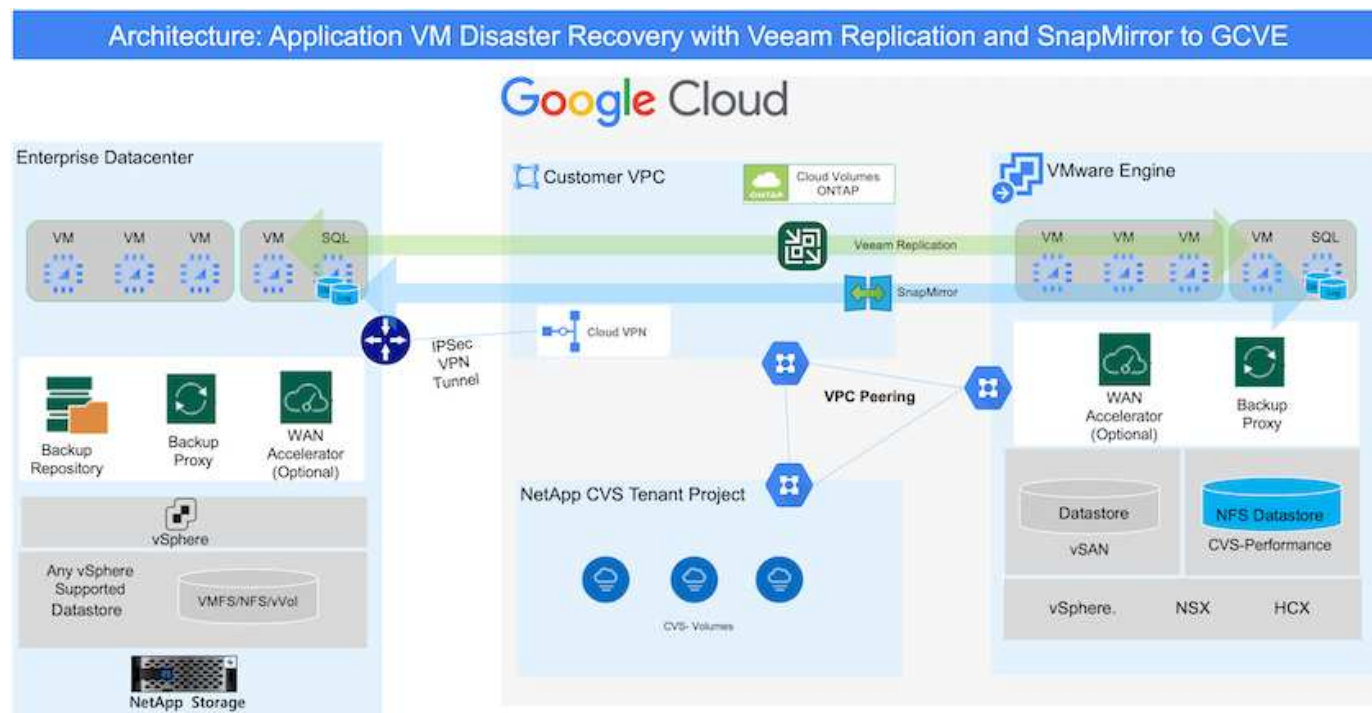 Architecture: Application VM Disaster Recovery with Veeam Replication and SnapMirror to GCVE
Google Cloud
Enterprise Datacenter
VM VM VM VM SQL
IPSec
VPN
Tunnel
Backup
Repository
Backup
Proxy
WAN
Accelerator
(Optional)
vSphere
Any vSphere
Supported
Datastore
VMFS/NFS/vVol
NetApp Storage
Customer VPC
ONTAP
Cloud Volumes
ONTAP
Veeam Replication
SnapMirror
Cloud VPN
VPC Peering
NetApp CVS Tenant Project
CVS- Volumes
VMware Engine
VM VM VM VM SQL
WAN
Accelerator
(Optional)
Backup
Proxy
Datastore
vSAN
NFS Datastore
CVS-Performance
vSphere. NSX HCX